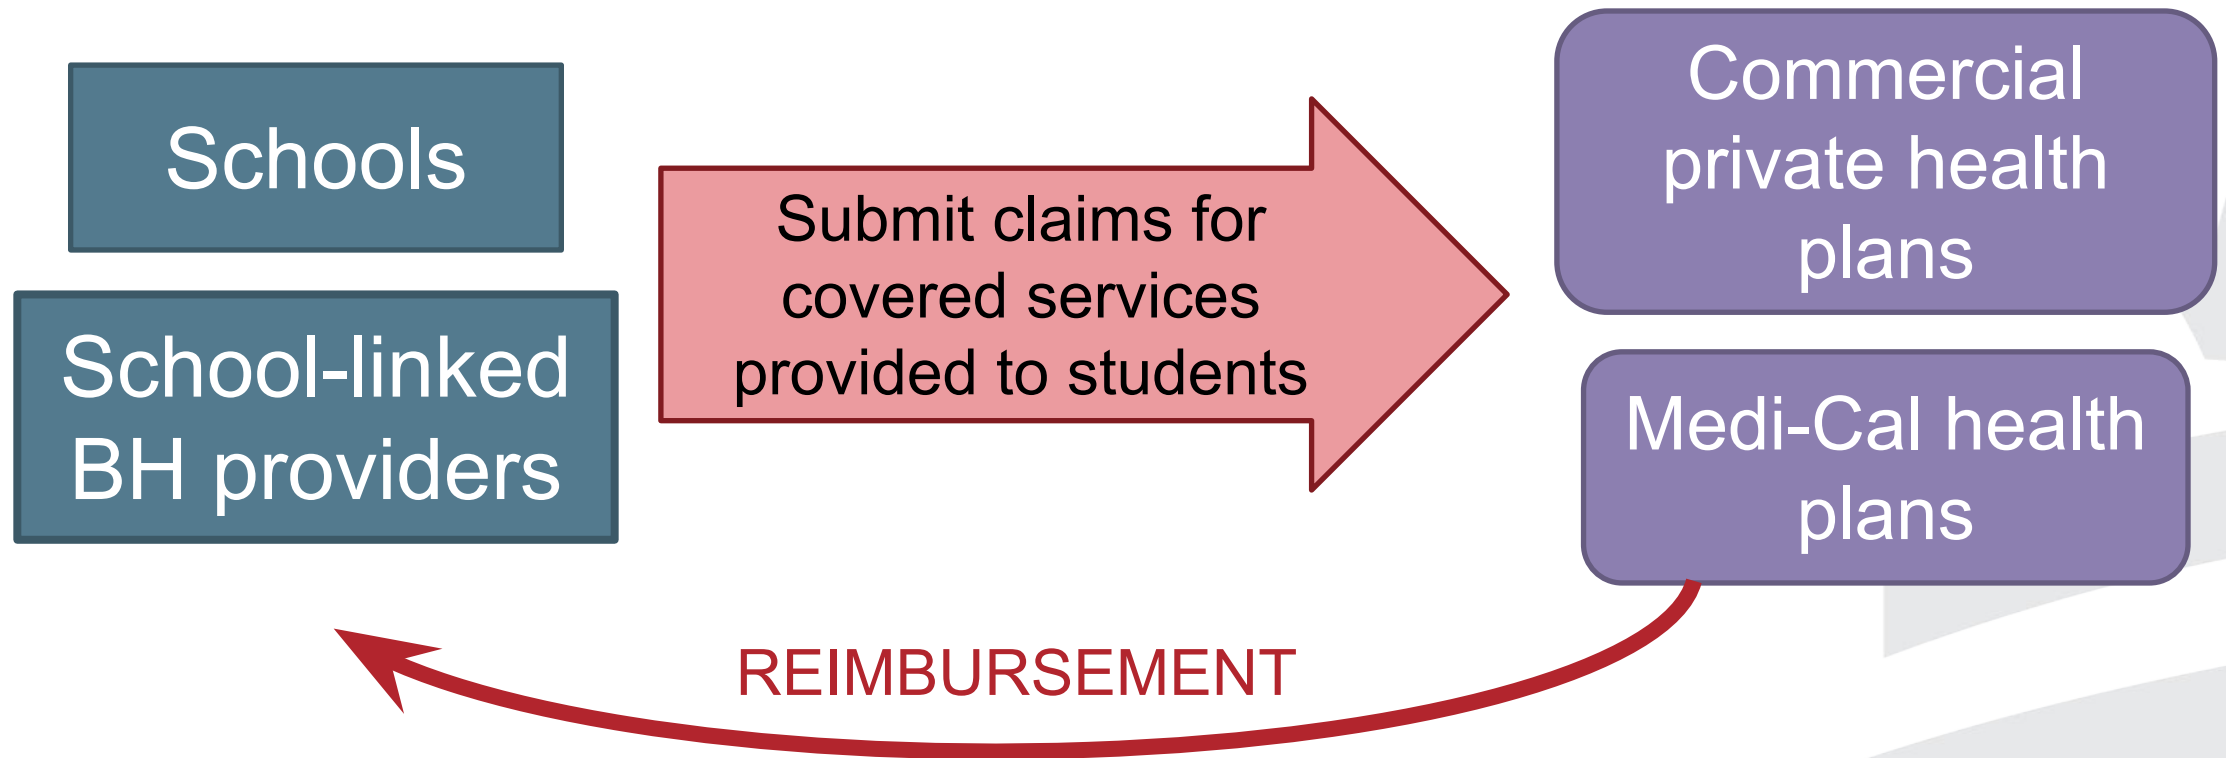 Schools
School-linked
BH providers
Submit claims for
covered services
provided to students
Commercial
private health
plans
Medi-Cal health
plans
REIMBURSEMENT